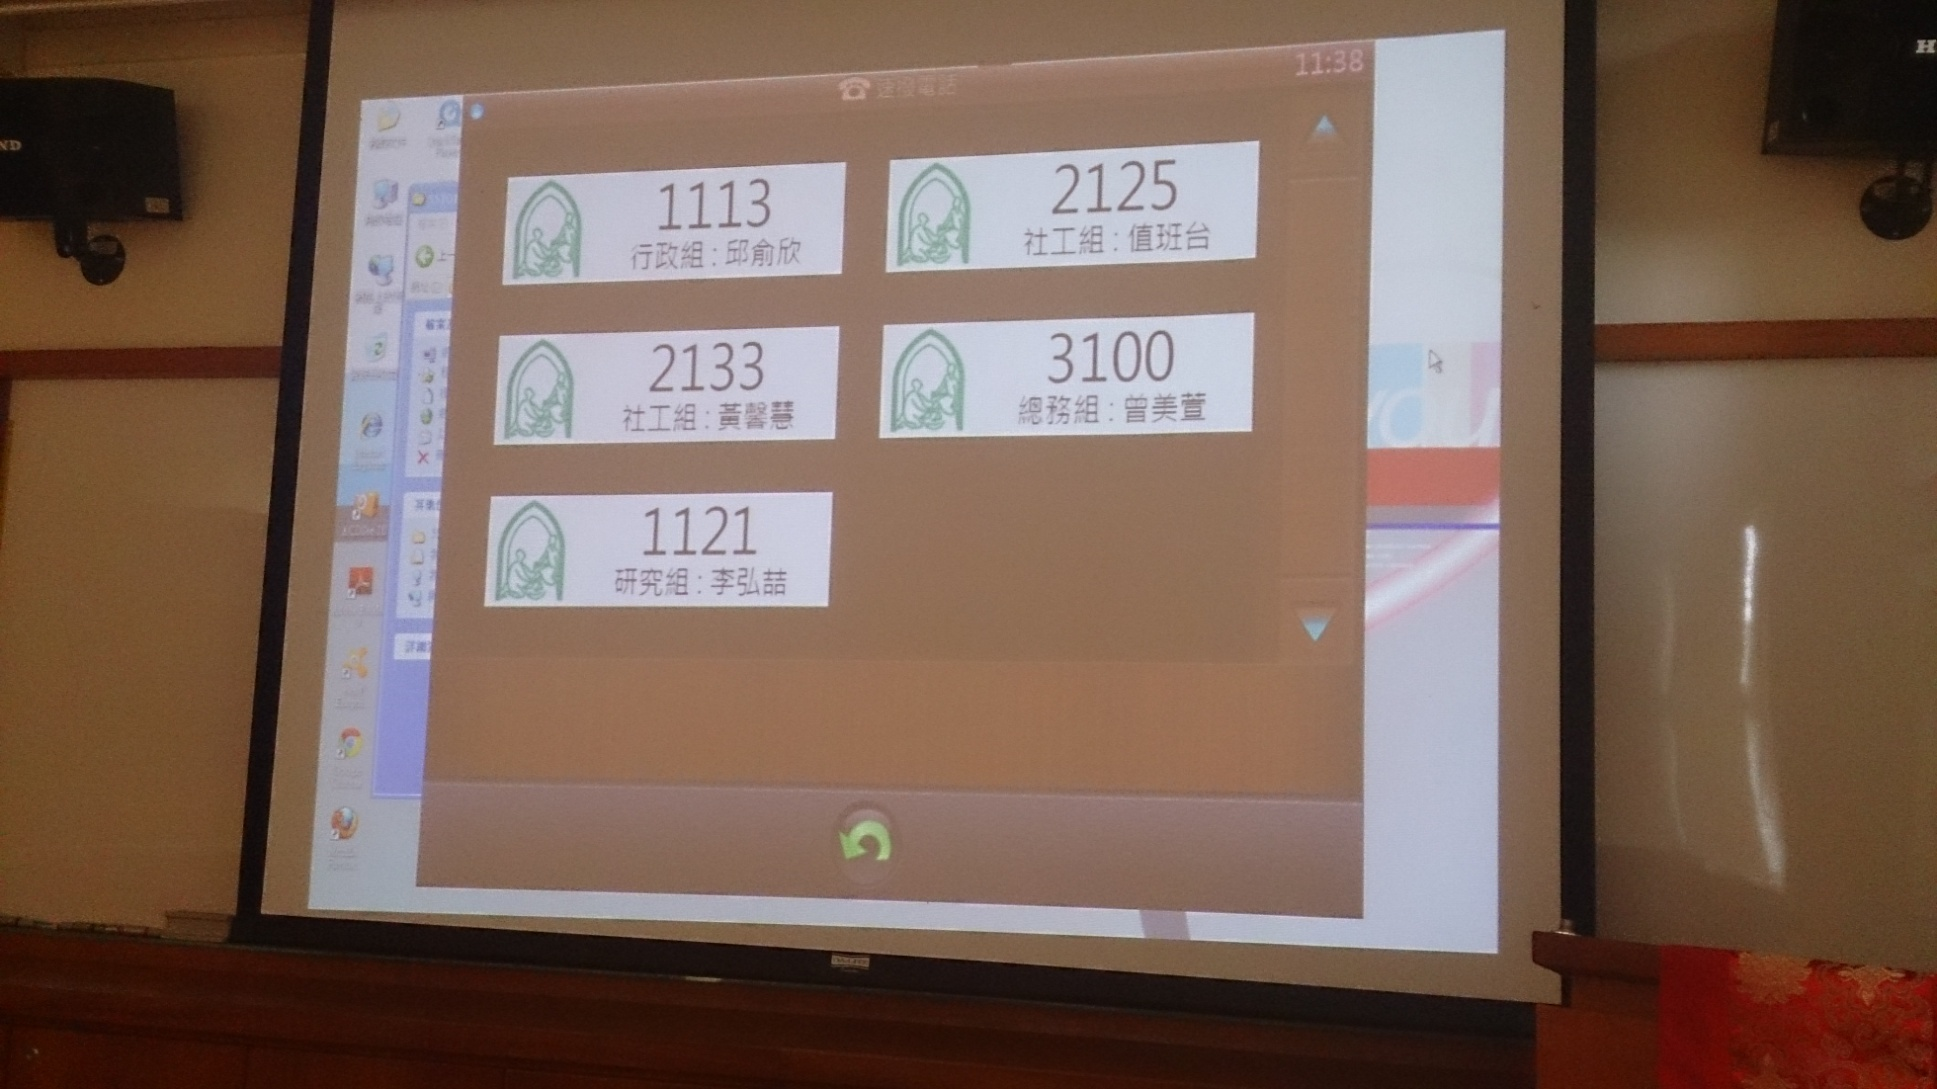 11:38
速撥電話
1113
行政組 : 邱俞欣
2125
社工組 : 值班台
2133
社工組 : 黃馨慧
3100
總務組 : 曾美萱
1121
研究組 : 李弘喆
ydu
ND
H